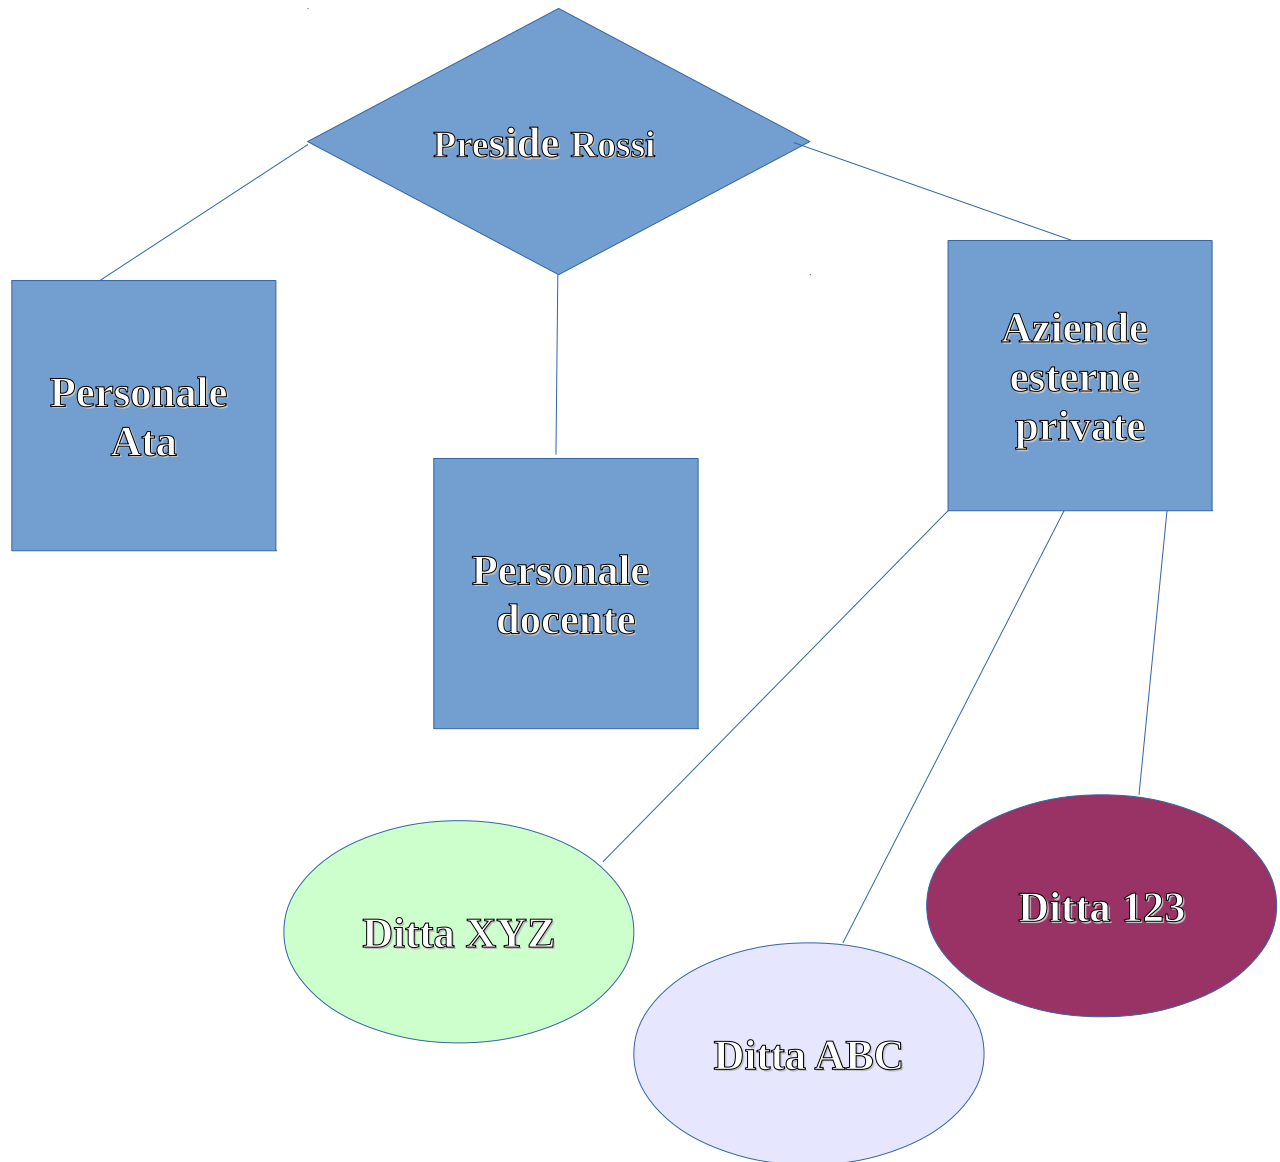 Preside Rossi
Personale
Ata
Personale
docente
Aziende
esterne
private
Ditta XYZ
Ditta ABC
Ditta 123